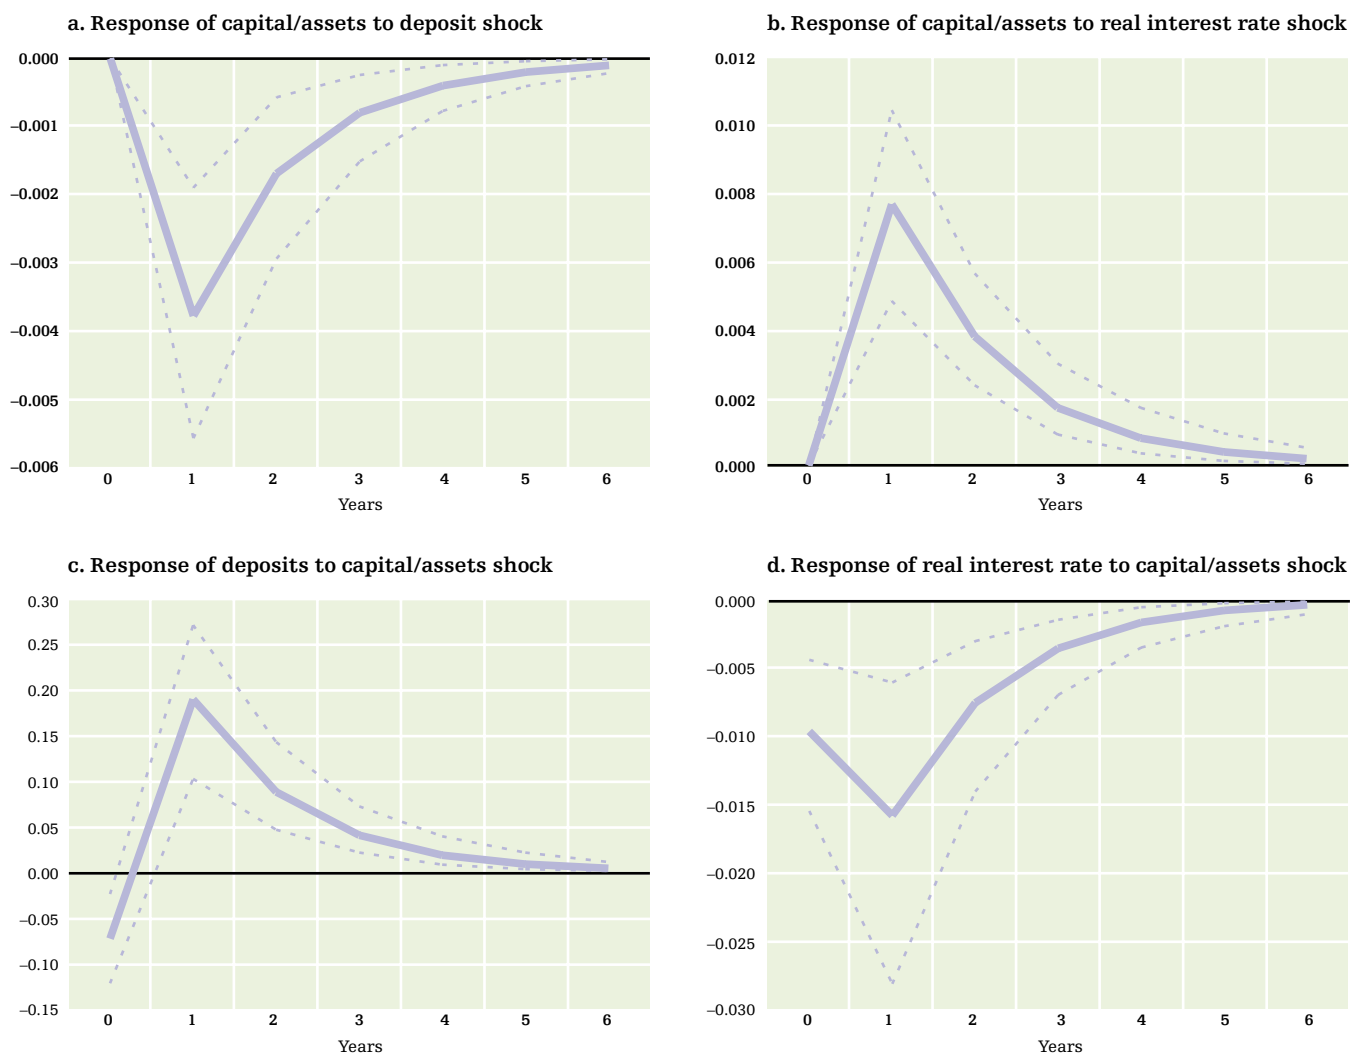 a. Response of capital/assets to deposit shock
0.000
–0.001
–0.002
–0.003
–0.004
–0.005
–0.006
0 1 2 3 4 5 6
Years
b. Response of capital/assets to real interest rate shock
0.012
0.010
0.008
0.006
0.004
0.002
0.000
0 1 2 3 4 5 6
Years
c. Response of deposits to capital/assets shock
0.30
0.25
0.20
0.15
0.10
0.05
0.00
–0.05
–0.10
–0.15
0 1 2 3 4 5 6
Years
d. Response of real interest rate to capital/assets shock
0.000
–0.005
–0.010
–0.015
–0.020
–0.025
–0.030
0 1 2 3 4 5 6
Years